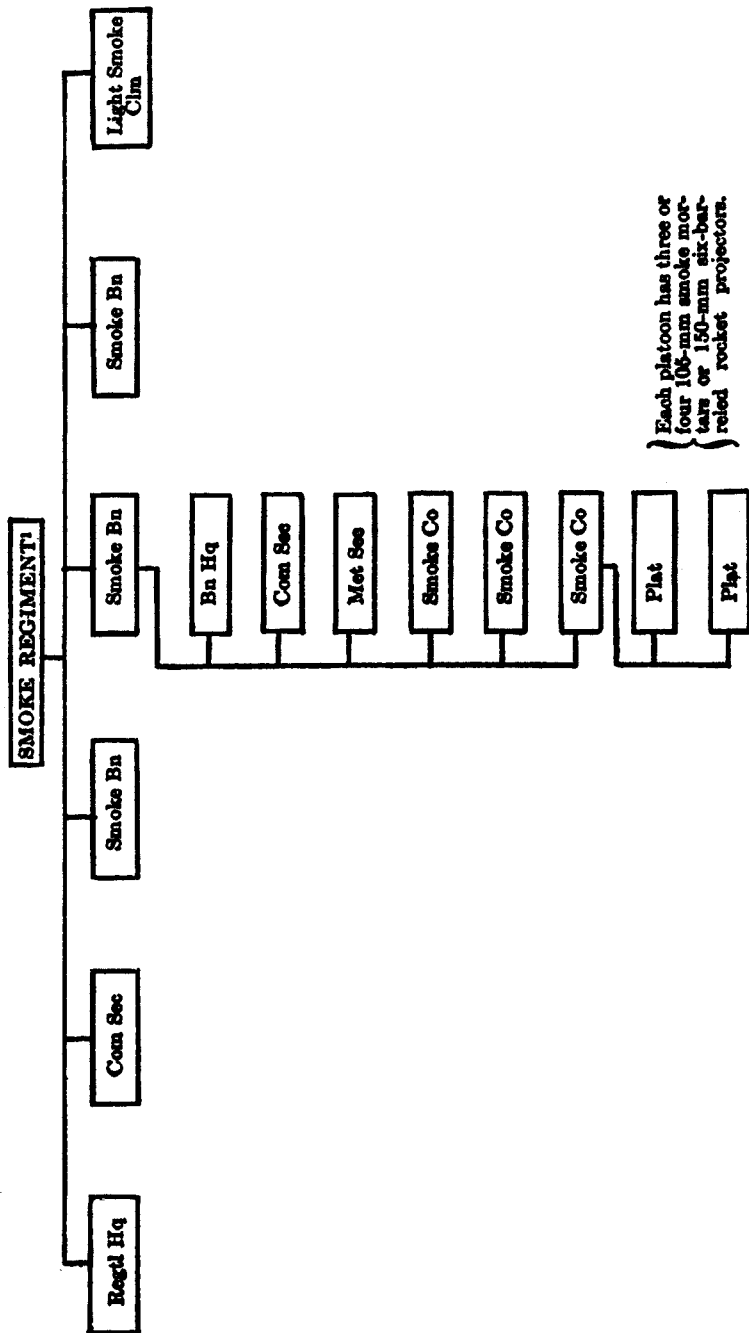 SMOKE REGIMENT¹
Regtl Hq
Com Sec
Smoke Bn
Smoke Bn
Smoke Bn
Light Smoke
Clm
Bn Hq
Com Sec
Met Sec
Smoke Co
Smoke Co
Smoke Co
Plat
Plat
Each platoon has three or
four 105-mm smoke mor-
tars or 150-mm six-bar-
reled rocket projectors.